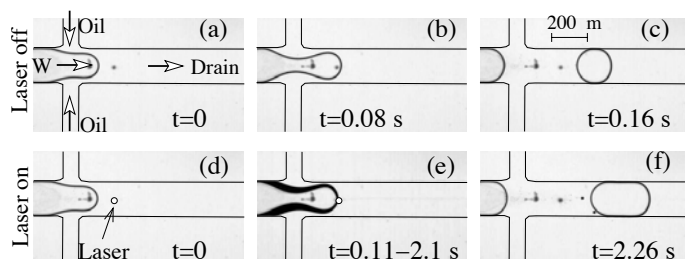 Laser off
Oil
(a)
W
Drain
Oil
t=0
(b)
t=0.08 s
200 m
(c)
t=0.16 s
Laser on
(d)
Laser
t=0
(e)
t=0.11−2.1 s
(f)
t=2.26 s